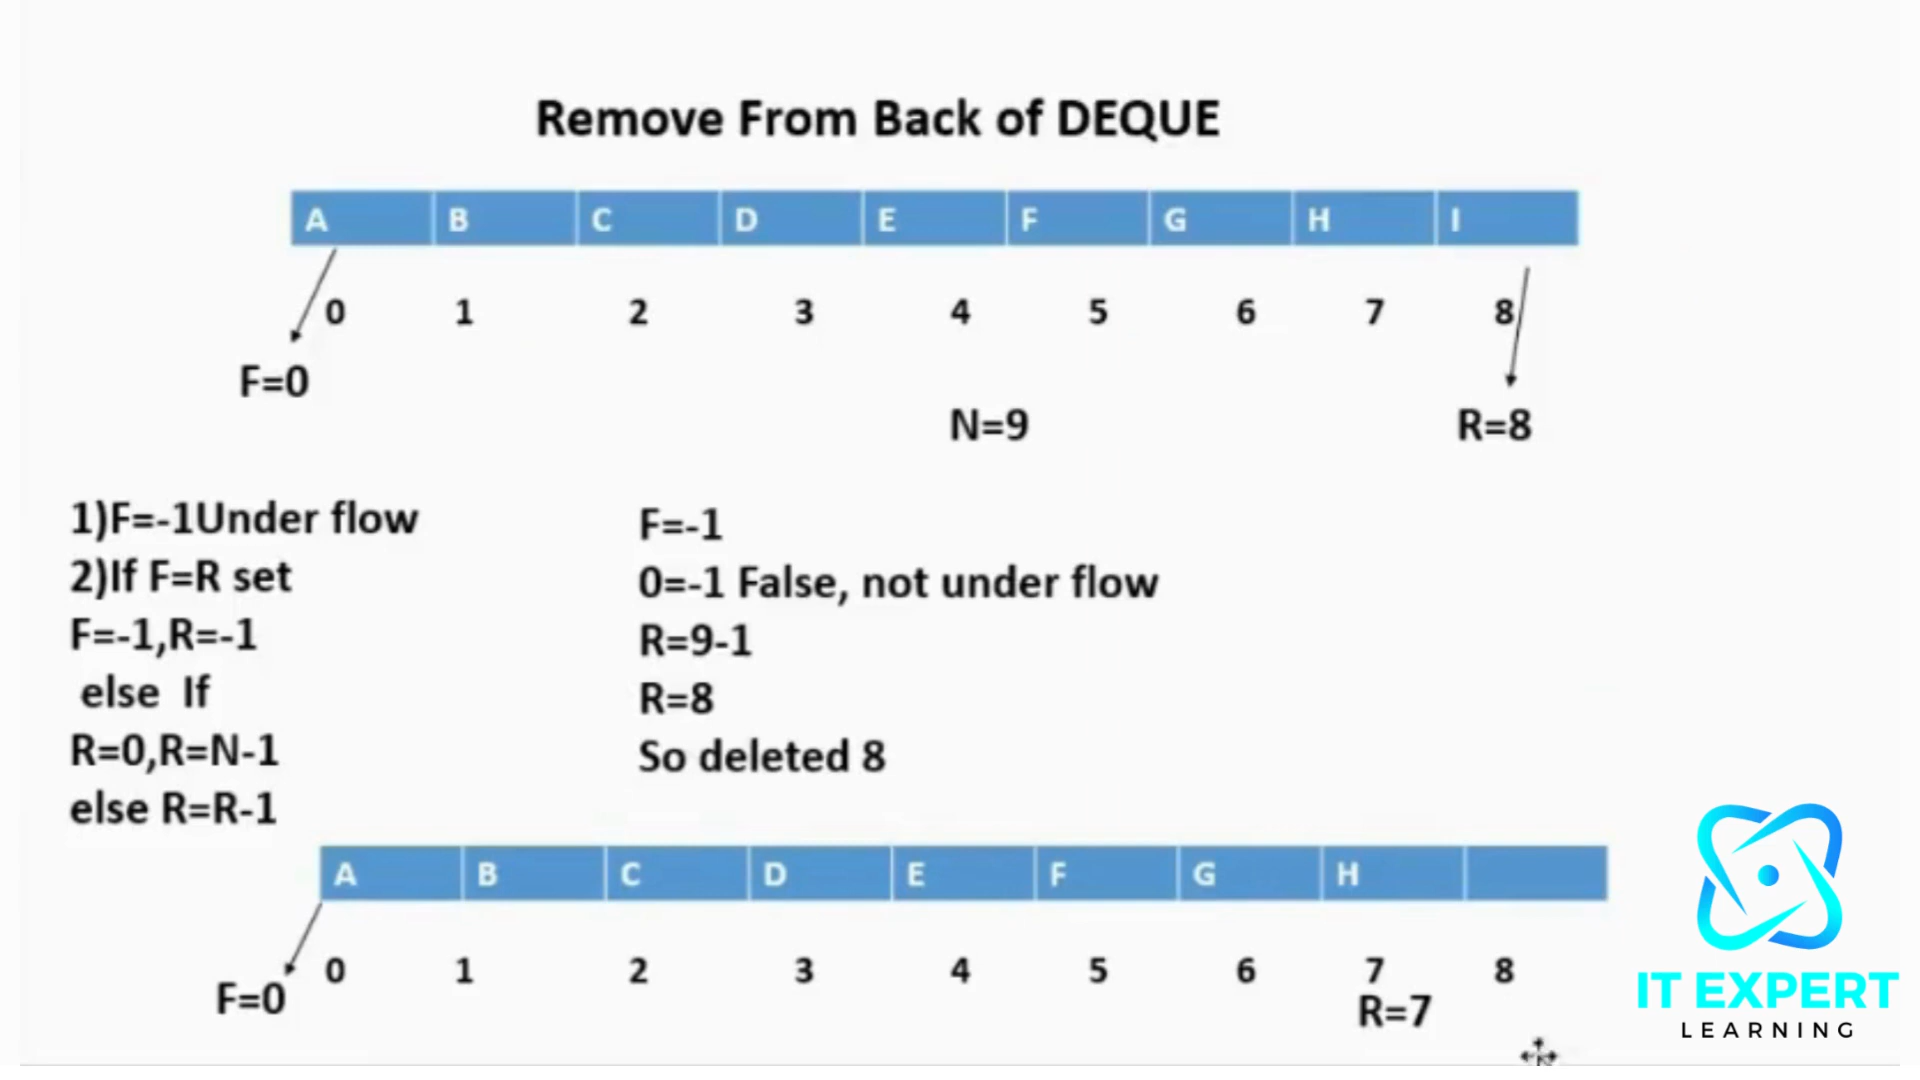 Remove From Back of DEQUE
A B C D E F G H I
0 1 2 3 4 5 6 7 8
F=0
N=9
R=8
1)F=-1Under flow
2)If F=R set
F=-1,R=-1
else If
R=0,R=N-1
else R=R-1
F=-1
0=-1 False, not under flow
R=9-1
R=8
So deleted 8
A B C D E F G H
0 1 2 3 4 5 6 7 8
F=0
R=7
IT EXPERT
LEARNING